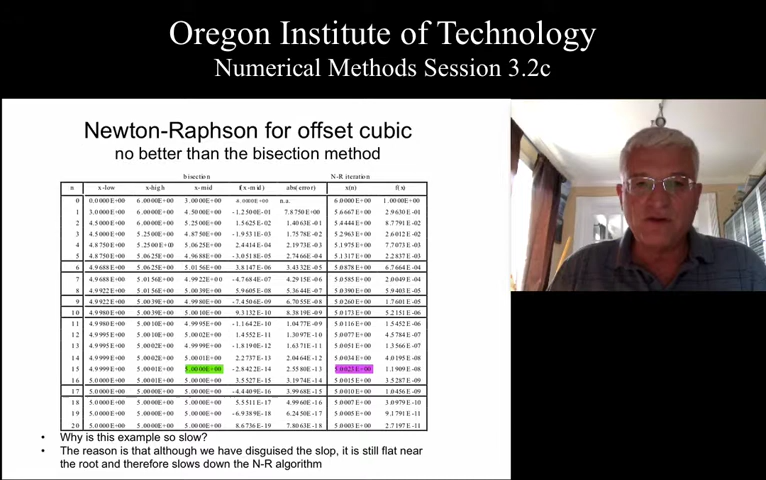 Oregon Institute of Technology
Numerical Methods Session 3.2c
Newton-Raphson for offset cubic
no better than the bisection method
bisection N-R iteration
n x-low x-high x-mid f(x-mid) abs(error) x(n) f(x)
0 0.0000E+00 6.0000E+00 3.0000E+00 n.a. 6.0000E+00 1.0000E+00
1 3.0000E+00 6.0000E+00 4.5000E+00 -1.2500E-01 7.8750E+00 5.6667E+00 2.9630E-01
2 4.5000E+00 6.0000E+00 5.2500E+00 1.5625E-02 1.4063E-01 5.4444E+00 8.7791E-02
3 4.5000E+00 5.2500E+00 4.8750E+00 -1.9531E-03 1.7578E-02 5.2963E+00 2.6012E-02
4 4.8750E+00 5.2500E+00 5.0625E+00 2.4414E-04 2.1973E-03 5.1975E+00 7.7073E-03
5 4.8750E+00 5.0625E+00 4.9688E+00 -3.0518E-05 2.7466E-04 5.1317E+00 2.2837E-03
6 4.9688E+00 5.0625E+00 5.0156E+00 3.8147E-06 3.4332E-05 5.0878E+00 6.7666E-04
7 4.9688E+00 5.0156E+00 4.9922E+00 -4.7684E-07 4.2915E-06 5.0585E+00 2.0049E-04
8 4.9922E+00 5.0156E+00 5.0039E+00 5.9605E-08 5.3644E-07 5.0390E+00 5.9405E-05
9 4.9922E+00 5.0039E+00 4.9980E+00 -7.4506E-09 6.7055E-08 5.0260E+00 1.7601E-05
10 4.9980E+00 5.0039E+00 5.0010E+00 9.3132E-10 8.3819E-09 5.0173E+00 5.2151E-06
11 4.9980E+00 5.0010E+00 4.9995E+00 -1.1642E-10 1.0477E-09 5.0116E+00 1.5452E-06
12 4.9995E+00 5.0010E+00 5.0002E+00 1.4552E-11 1.3097E-10 5.0077E+00 4.5784E-07
13 4.9995E+00 5.0002E+00 4.9999E+00 -1.8190E-12 1.6371E-11 5.0051E+00 1.3566E-07
14 4.9999E+00 5.0002E+00 5.0001E+00 2.2737E-13 2.0464E-12 5.0034E+00 4.0195E-08
15 4.9999E+00 5.0001E+00 5.0000E+00 -2.8422E-14 2.5580E-13 5.0023E+00 1.1909E-08
16 5.0000E+00 5.0001E+00 5.0000E+00 3.5527E-15 3.1974E-14 5.0015E+00 3.5287E-09
17 5.0000E+00 5.0000E+00 5.0000E+00 -4.4409E-16 3.9968E-15 5.0010E+00 1.0456E-09
18 5.0000E+00 5.0000E+00 5.0000E+00 5.5511E-17 4.9960E-16 5.0007E+00 3.0979E-10
19 5.0000E+00 5.0000E+00 5.0000E+00 -6.9389E-18 6.2450E-17 5.0005E+00 9.1791E-11
20 5.0000E+00 5.0000E+00 5.0000E+00 8.6736E-19 7.8063E-18 5.0003E+00 2.7197E-11
• Why is this example so slow?
• The reason is that although we have disguised the slop, it is still flat near
the root and therefore slows down the N-R algorithm